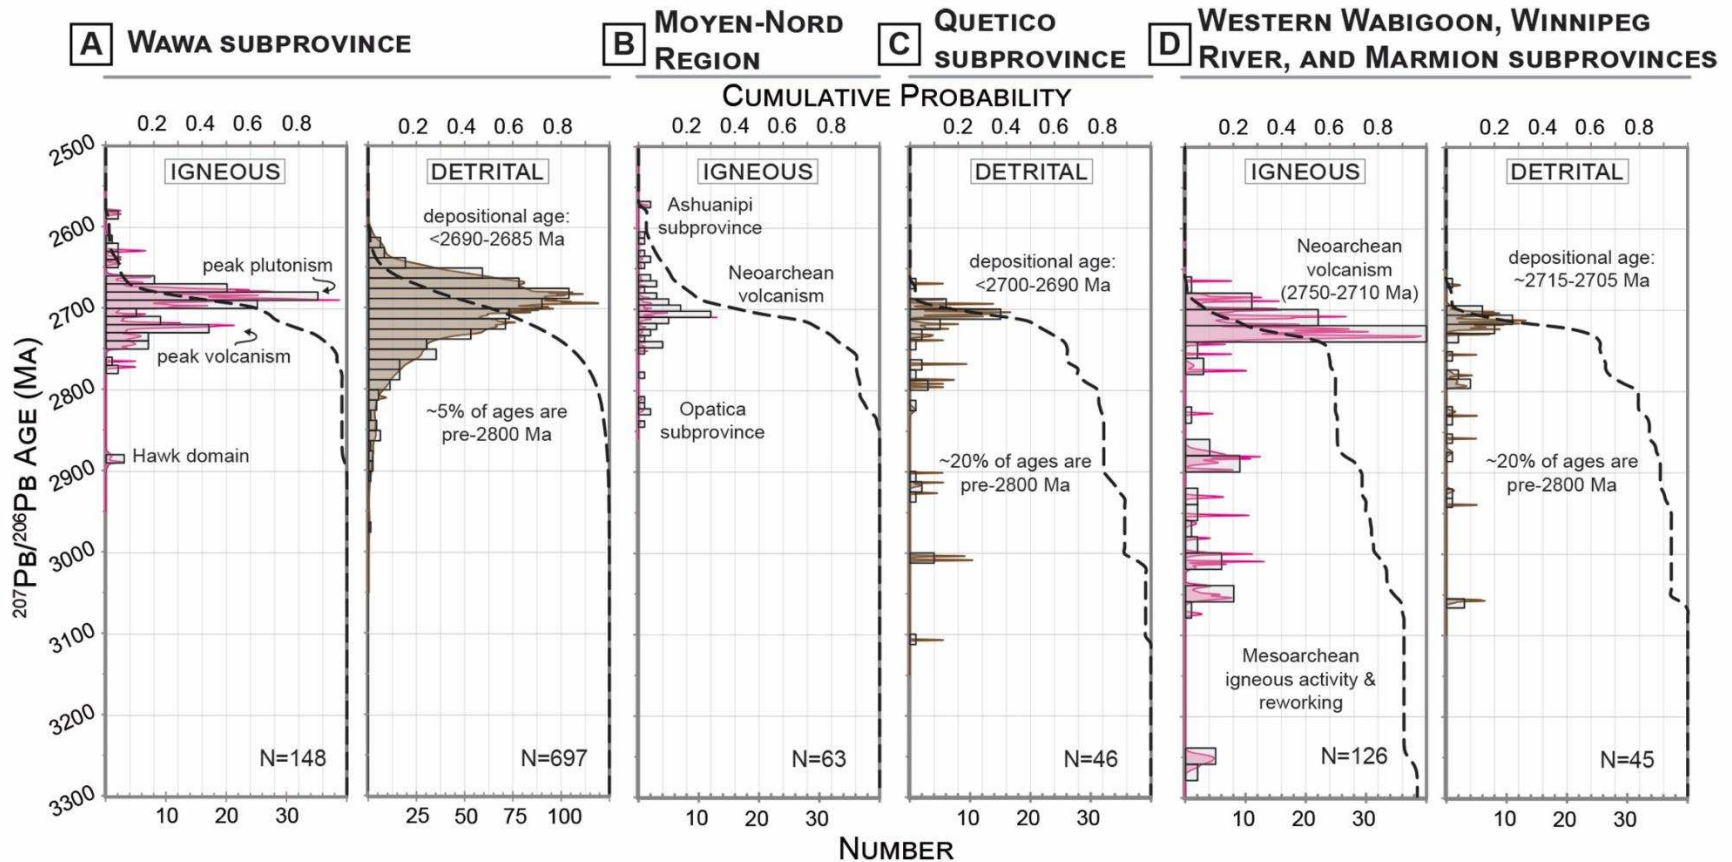 A WAWA SUBPROVINCE
B MOYEN-NORD REGION
C QUETICO SUBPROVINCE
D WESTERN WABIGOON, WINNIPEG RIVER, AND MARMION SUBPROVINCES
CUMULATIVE PROBABILITY
0.2 0.4 0.6 0.8
0.2 0.4 0.6 0.8
0.2 0.4 0.6 0.8
0.2 0.4 0.6 0.8
0.2 0.4 0.6 0.8
0.2 0.4 0.6 0.8
207PB/206PB AGE (MA)
2500
2600
2700
2800
2900
3000
3100
3200
3300
IGNEOUS
peak plutonism
peak volcanism
Hawk domain
N=148
10 20 30
DETRITAL
depositional age:
<2690-2685 Ma
~5% of ages are
pre-2800 Ma
N=697
25 50 75 100
IGNEOUS
Ashuanipi
subprovince
Neoarchean
volcanism
Opatica
subprovince
N=63
10 20 30
DETRITAL
depositional age:
<2700-2690 Ma
~20% of ages are
pre-2800 Ma
N=46
10 20 30
IGNEOUS
Neoarchean
volcanism
(2750-2710 Ma)
Mesoarchean
igneous activity &
reworking
N=126
10 20 30
DETRITAL
depositional age:
~2715-2705 Ma
~20% of ages are
pre-2800 Ma
N=45
10 20 30
NUMBER